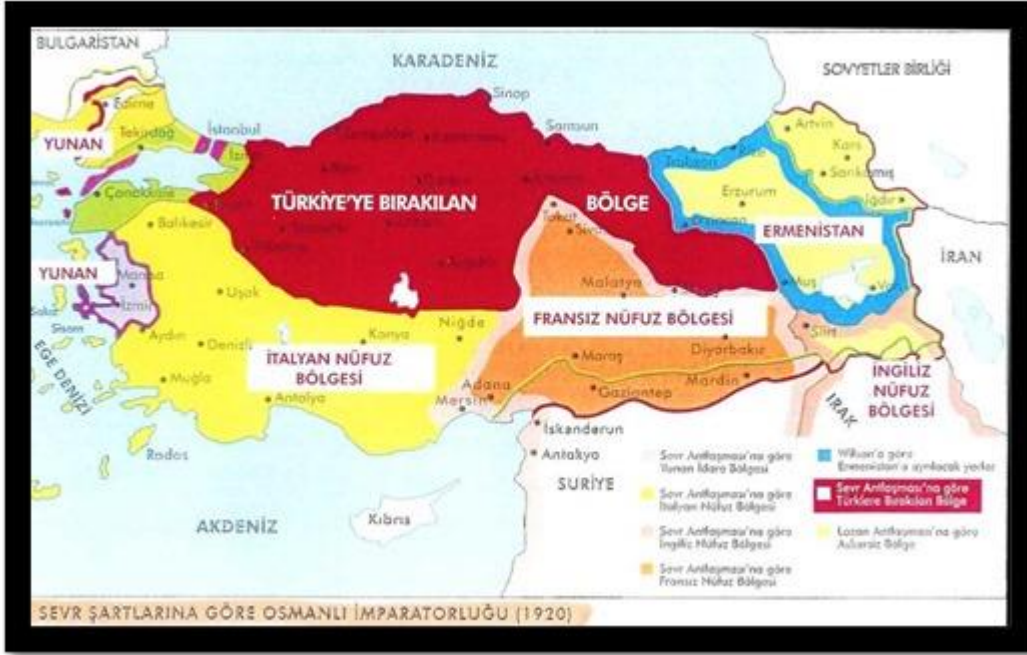 BULGARİSTAN
KARADENİZ
SOVYETLER BİRLİĞİ
Sinop
Edirne
Samsun
Artvin
Tekirdağ
İstanbul
YUNAN
Kars
Trabzon
Rize
Sarıkamış
Çanakkale
Erzurum
Iğdır
TÜRKİYE'YE BIRAKILAN
BÖLGE
Tokat
Balıkesir
Sivas
Erzincan
ERMENİSTAN
İRAN
YUNAN
Manisa
Uşak
Malatya
Muş
Van
İzmir
FRANSIZ NÜFUZ BÖLGESİ
Sakız
Sisam
Aydın
Denizli
Konya
Niğde
Siirt
İTALYAN NÜFUZ
BÖLGESİ
Diyarbakır
Maraş
EGE DENİZİ
Muğla
Antalya
Adana
Mersin
Gaziantep
Mardin
İNGİLİZ
NÜFUZ
BÖLGESİ
IRAK
İskenderun
Rodos
Antakya
SURİYE
AKDENİZ
Kıbrıs
Sevr Antlaşması'na göre
Yunan İdare Bölgesi
Sevr Antlaşması'na göre
İtalyan Nüfuz Bölgesi
Sevr Antlaşması'na göre
İngiliz Nüfuz Bölgesi
Sevr Antlaşması'na göre
Fransız Nüfuz Bölgesi
Wilson'a göre
Ermenistan'a ayrılacak yerler
Sevr Antlaşması'na göre
Türklere Bırakılan Bölge
Lozan Antlaşması'na göre
Askersiz Bölge
SEVR ŞARTLARINA GÖRE OSMANLI İMPARATORLUĞU (1920)